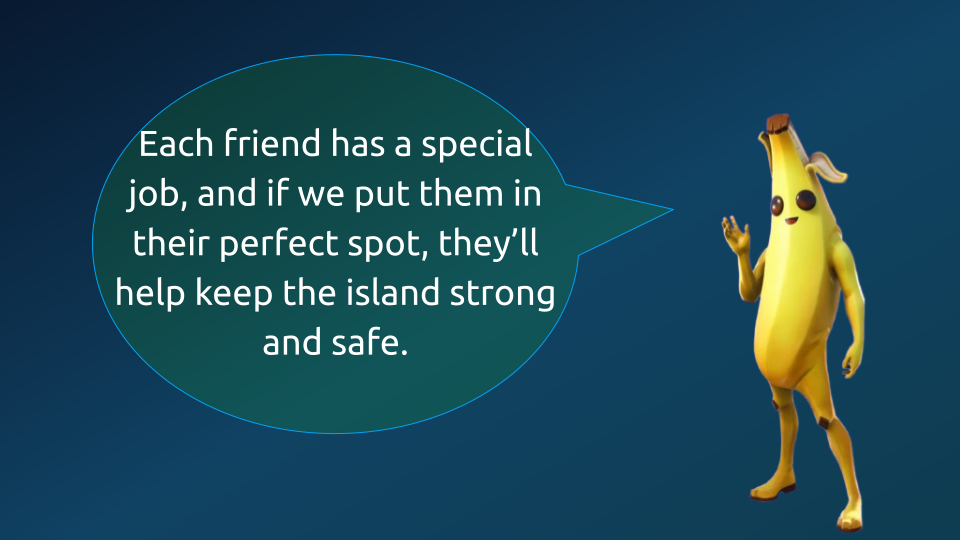 Each friend has a special
job, and if we put them in
their perfect spot, they’ll
help keep the island strong
and safe.